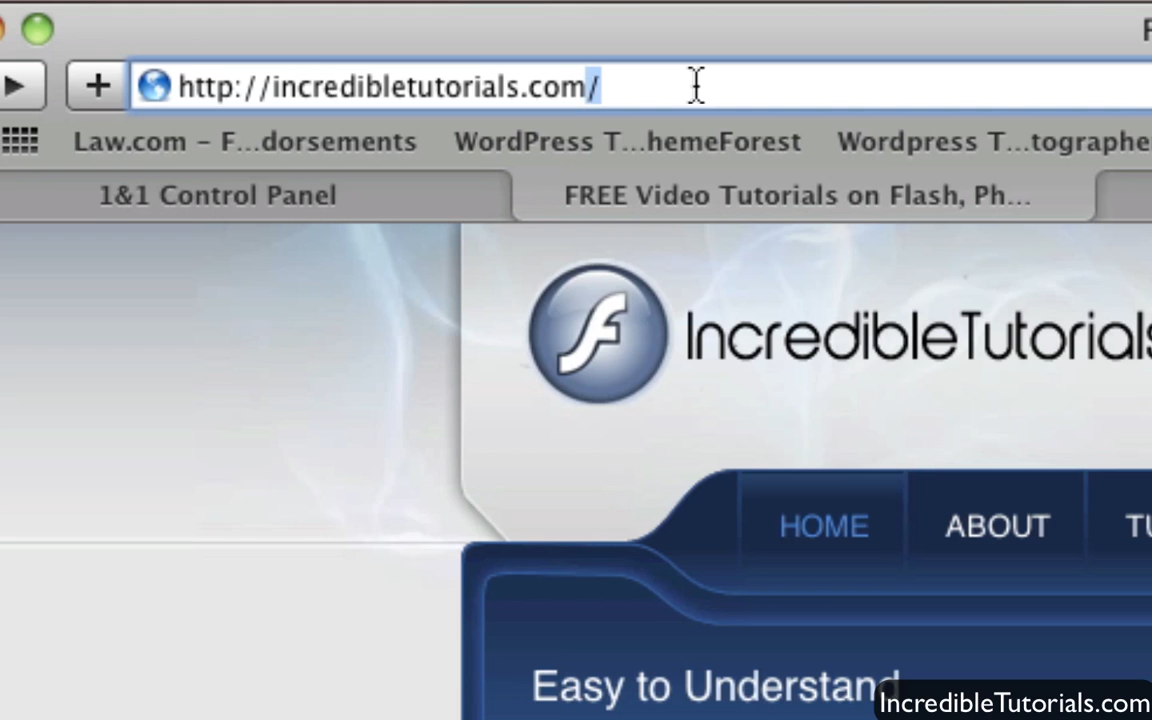 http://incredibletutorials.com/
Law.com – F...dorsements WordPress T...hemeForest Wordpress T...tographe
1&1 Control Panel FREE Video Tutorials on Flash, Ph...
IncredibleTutorials
HOME ABOUT TU
Easy to Understand
IncredibleTutorials.com